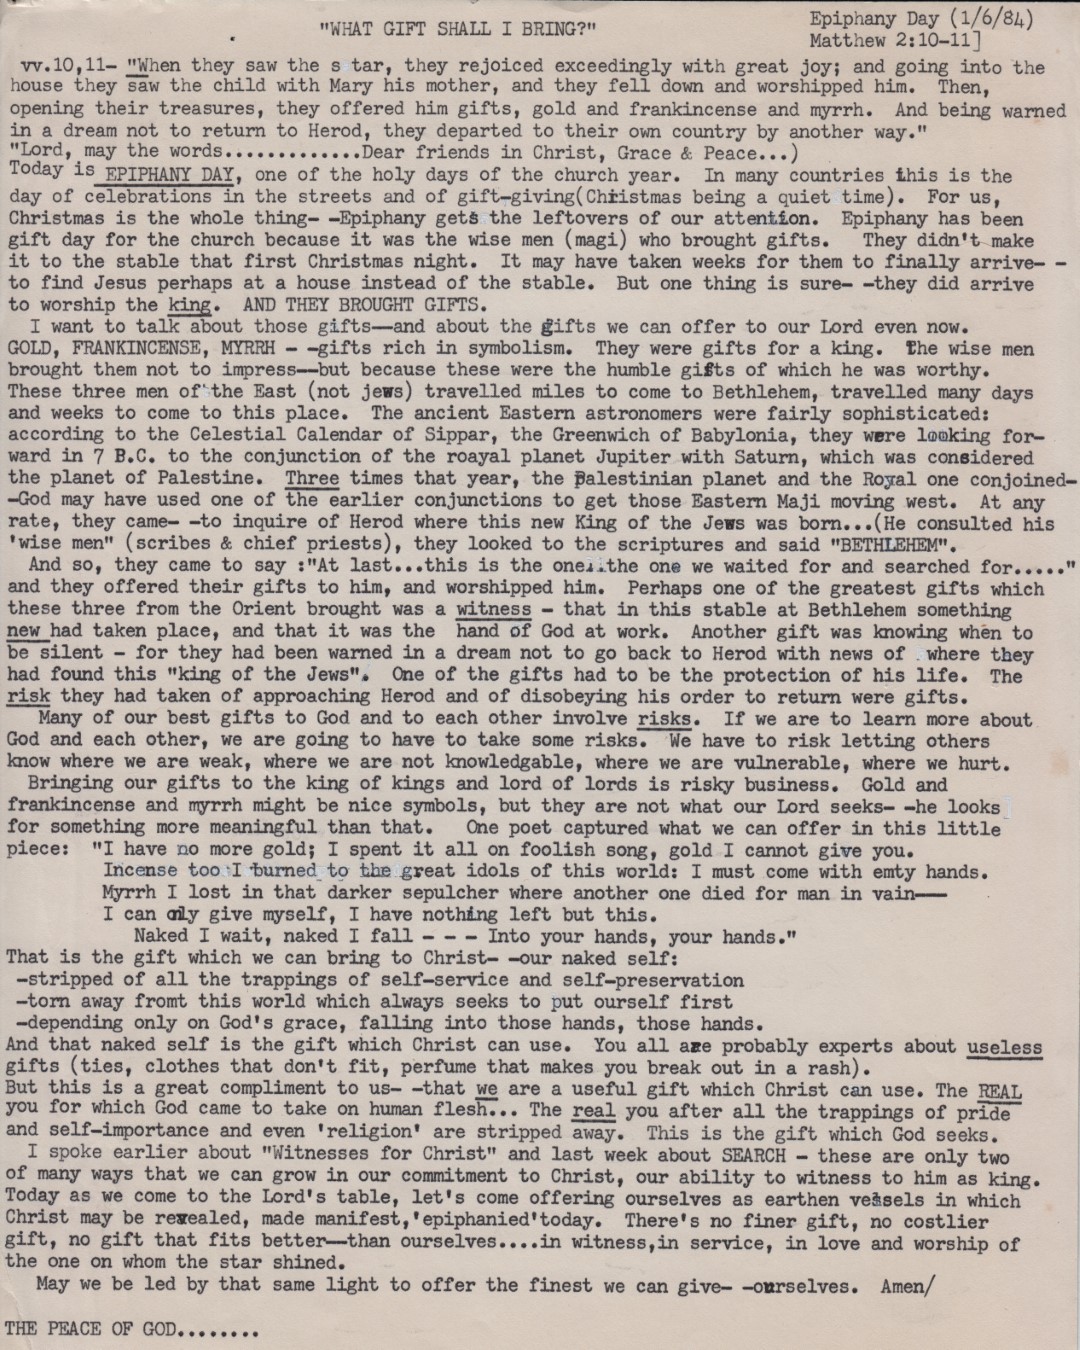 "WHAT GIFT SHALL I BRING?"
Epiphany Day (1/6/84)
Matthew 2:10-11]
vv.10,11- "When they saw the s tar, they rejoiced exceedingly with great joy; and going into the
house they saw the child with Mary his mother, and they fell down and worshipped him. Then,
opening their treasures, they offered him gifts, gold and frankincense and myrrh. And being warned
in a dream not to return to Herod, they departed to their own country by another way."
"Lord, may the words.............Dear friends in Christ, Grace & Peace...)
Today is EPIPHANY DAY, one of the holy days of the church year. In many countries this is the
day of celebrations in the streets and of gift-giving(Christmas being a quiet time). For us,
Christmas is the whole thing- -Epiphany gets the leftovers of our attention. Epiphany has been
gift day for the church because it was the wise men (magi) who brought gifts. They didn't make
it to the stable that first Christmas night. It may have taken weeks for them to finally arrive- -
to find Jesus perhaps at a house instead of the stable. But one thing is sure- -they did arrive
to worship the king. AND THEY BROUGHT GIFTS.
I want to talk about those gifts—and about the gifts we can offer to our Lord even now.
GOLD, FRANKINCENSE, MYRRH - -gifts rich in symbolism. They were gifts for a king. The wise men
brought them not to impress—but because these were the humble gifts of which he was worthy.
These three men of the East (not jews) travelled miles to come to Bethlehem, travelled many days
and weeks to come to this place. The ancient Eastern astronomers were fairly sophisticated:
according to the Celestial Calendar of Sippar, the Greenwich of Babylonia, they were looking for-
ward in 7 B.C. to the conjunction of the roayal planet Jupiter with Saturn, which was considered
the planet of Palestine. Three times that year, the Palestinian planet and the Royal one conjoined-
-God may have used one of the earlier conjunctions to get those Eastern Maji moving west. At any
rate, they came- -to inquire of Herod where this new King of the Jews was born...(He consulted his
'wise men" (scribes & chief priests), they looked to the scriptures and said "BETHLEHEM".
And so, they came to say :"At last...this is the one...the one we waited for and searched for....."
and they offered their gifts to him, and worshipped him. Perhaps one of the greatest gifts which
these three from the Orient brought was a witness - that in this stable at Bethlehem something
new had taken place, and that it was the hand of God at work. Another gift was knowing when to
be silent - for they had been warned in a dream not to go back to Herod with news of where they
had found this "king of the Jews". One of the gifts had to be the protection of his life. The
risk they had taken of approaching Herod and of disobeying his order to return were gifts.
Many of our best gifts to God and to each other involve risks. If we are to learn more about
God and each other, we are going to have to take some risks. We have to risk letting others
know where we are weak, where we are not knowledgable, where we are vulnerable, where we hurt.
Bringing our gifts to the king of kings and lord of lords is risky business. Gold and
frankincense and myrrh might be nice symbols, but they are not what our Lord seeks- -he looks
for something more meaningful than that. One poet captured what we can offer in this little
piece: "I have no more gold; I spent it all on foolish song, gold I cannot give you.
Incense too I burned to the great idols of this world: I must come with emty hands.
Myrrh I lost in that darker sepulcher where another one died for man in vain—
I can only give myself, I have nothing left but this.
Naked I wait, naked I fall - - - Into your hands, your hands."
That is the gift which we can bring to Christ- -our naked self:
-stripped of all the trappings of self-service and self-preservation
-torn away fromt this world which always seeks to put ourself first
-depending only on God's grace, falling into those hands, those hands.
And that naked self is the gift which Christ can use. You all are probably experts about useless
gifts (ties, clothes that don't fit, perfume that makes you break out in a rash).
But this is a great compliment to us- -that we are a useful gift which Christ can use. The REAL
you for which God came to take on human flesh... The real you after all the trappings of pride
and self-importance and even 'religion' are stripped away. This is the gift which God seeks.
I spoke earlier about "Witnesses for Christ" and last week about SEARCH - these are only two
of many ways that we can grow in our commitment to Christ, our ability to witness to him as king.
Today as we come to the Lord's table, let's come offering ourselves as earthen vessels in which
Christ may be revealed, made manifest,'epiphanied'today. There's no finer gift, no costlier
gift, no gift that fits better—than ourselves....in witness,in service, in love and worship of
the one on whom the star shined.
May we be led by that same light to offer the finest we can give- -ourselves. Amen/
THE PEACE OF GOD........